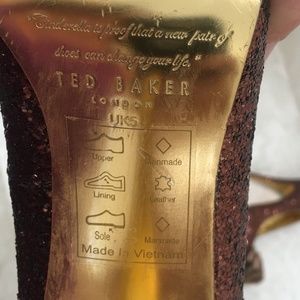 "Cinderella is proof that a new pair of
shoes can change your life."
TED BAKER
LONDON
UK5
Upper Manmade
Lining Leather
Sole Manmade
Made In Vietnam